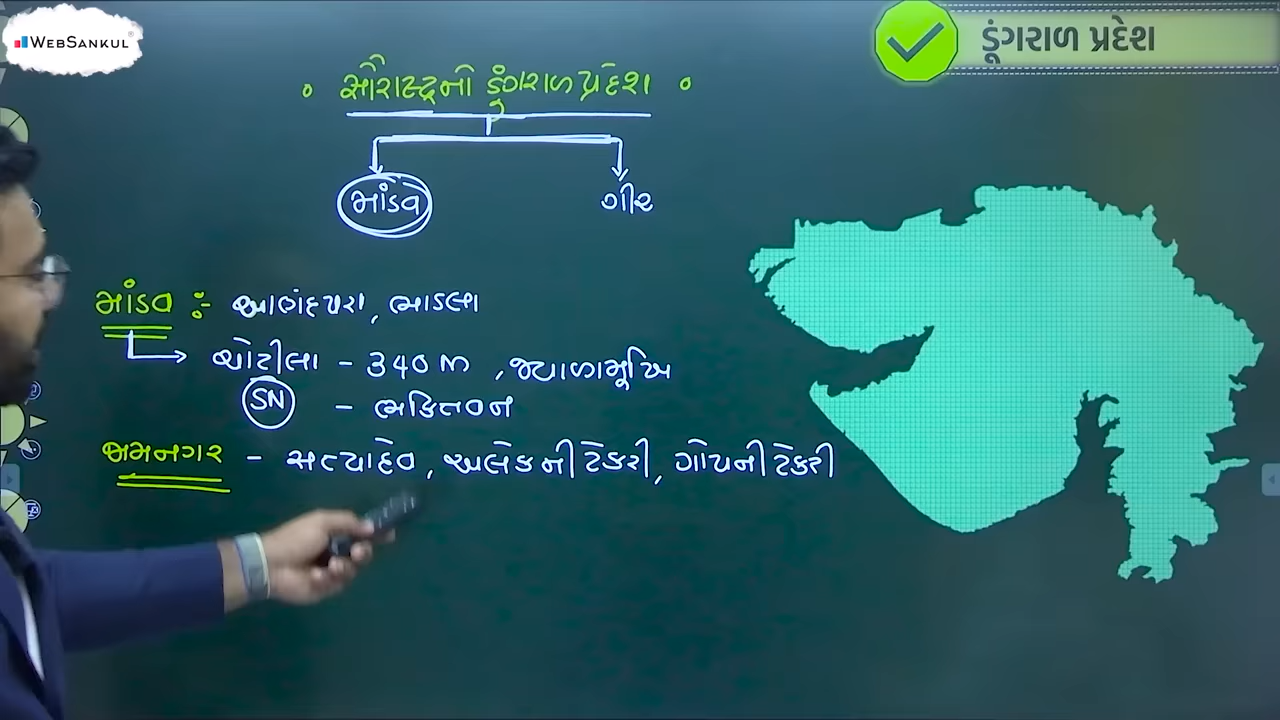 WEBSANKUL
ડૂંગરાળ પ્રદેશ
સૌરાષ્ટ્રનો ડુંગરાળ પ્રદેશ
માંડવ ગીર
માંડવ :- આણંદપરા, ભાડલા
ચોટીલા - 340 m , જ્વાળામુખિ
SN - ભક્તિવન
જામનગર - સત્યાદેવ, અલેકની ટેકરી, ગોપની ટેકરી